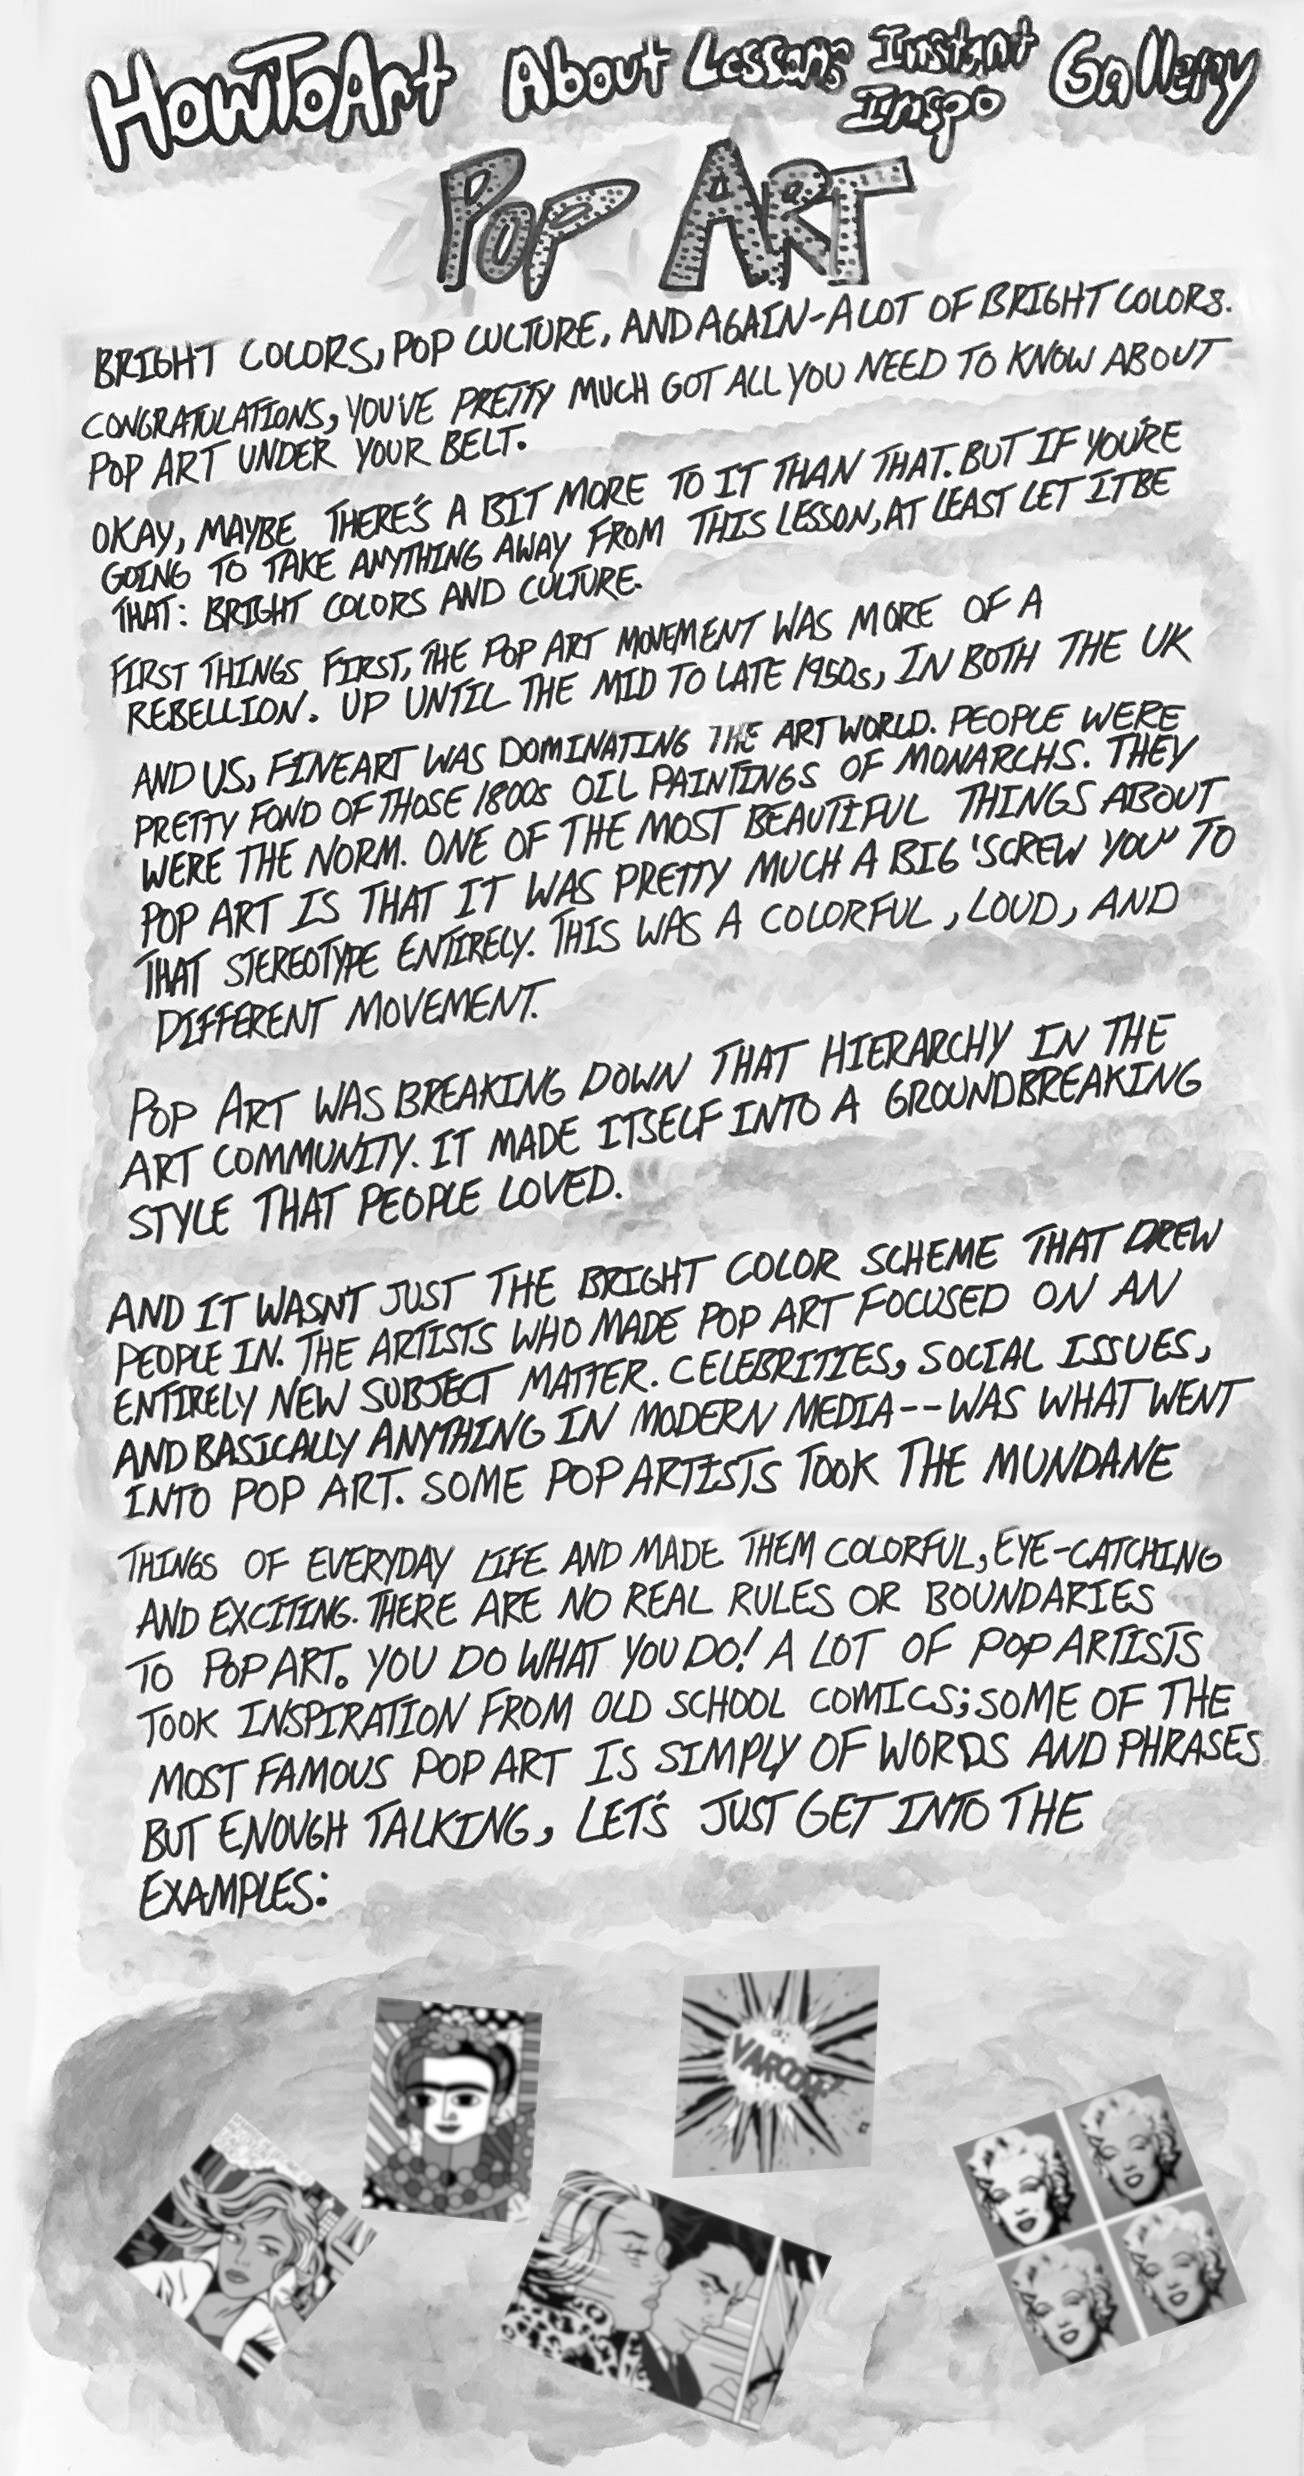 HowToArt About Lessons Instant Inspo Gallery
POP ART
BRIGHT COLORS, POP CULTURE, AND AGAIN-A LOT OF BRIGHT COLORS.
CONGRATULATIONS, YOU'VE PRETTY MUCH GOT ALL YOU NEED TO KNOW ABOUT
POP ART UNDER YOUR BELT.
OKAY, MAYBE THERE'S A BIT MORE TO IT THAN THAT. BUT IF YOU'RE
GOING TO TAKE ANYTHING AWAY FROM THIS LESSON, AT LEAST LET IT BE
THAT: BRIGHT COLORS AND CULTURE.
FIRST THINGS FIRST, THE POP ART MOVEMENT WAS MORE OF A
REBELLION. UP UNTIL THE MID TO LATE 1950s, IN BOTH THE UK
AND US, FINEART WAS DOMINATING THE ART WORLD. PEOPLE WERE
PRETTY FOND OF THOSE 1800s OIL PAINTINGS OF MONARCHS. THEY
WERE THE NORM. ONE OF THE MOST BEAUTIFUL THINGS ABOUT
POP ART IS THAT IT WAS PRETTY MUCH A BIG 'SCREW YOU" TO
THAT STEREOTYPE ENTIRELY. THIS WAS A COLORFUL, LOUD, AND
DIFFERENT MOVEMENT.
POP ART WAS BREAKING DOWN THAT HIERARCHY IN THE
ART COMMUNITY. IT MADE ITSELF INTO A GROUNDBREAKING
STYLE THAT PEOPLE LOVED.
AND IT WASN'T JUST THE BRIGHT COLOR SCHEME THAT DREW
PEOPLE IN. THE ARTISTS WHO MADE POP ART FOCUSED ON AN
ENTIRELY NEW SUBJECT MATTER. CELEBRITIES, SOCIAL ISSUES,
AND BASICALLY ANYTHING IN MODERN MEDIA--WAS WHAT WENT
INTO POP ART. SOME POP ARTISTS TOOK THE MUNDANE
THINGS OF EVERYDAY LIFE AND MADE THEM COLORFUL, EYE-CATCHING
AND EXCITING. THERE ARE NO REAL RULES OR BOUNDARIES
TO POP ART. YOU DO WHAT YOU DO! A LOT OF POP ARTISTS
TOOK INSPIRATION FROM OLD SCHOOL COMICS; SOME OF THE
MOST FAMOUS POP ART IS SIMPLY OF WORDS AND PHRASES.
BUT ENOUGH TALKING, LET'S JUST GET INTO THE
EXAMPLES: